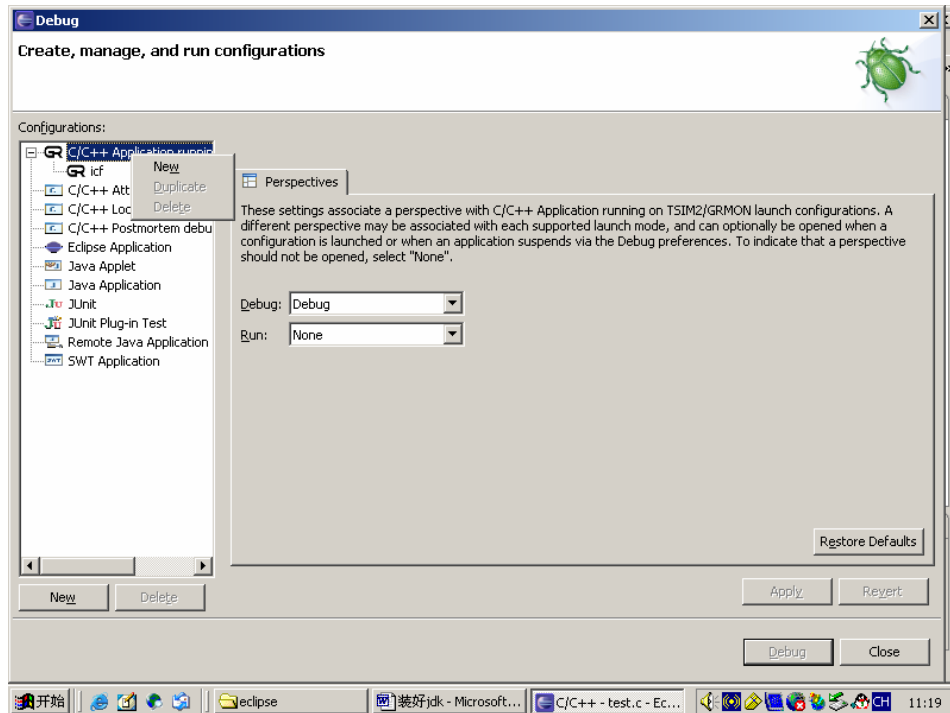 Debug
Create, manage, and run configurations
Configurations:
C/C++ Application runnin
icf
C/C++ Att
C/C++ Loc
C/C++ Postmortem debu
Eclipse Application
Java Applet
Java Application
JUnit
JUnit Plug-in Test
Remote Java Application
SWT Application
New
Duplicate
Delete
Perspectives
These settings associate a perspective with C/C++ Application running on TSIM2/GRMON launch configurations. A
different perspective may be associated with each supported launch mode, and can optionally be opened when a
configuration is launched or when an application suspends via the Debug preferences. To indicate that a perspective
should not be opened, select "None".
Debug: Debug
Run: None
Restore Defaults
New Delete
Apply Revert
Debug Close
开始 eclipse 装好jdk - Microsoft... C/C++ - test.c - Ec... CH 11:19